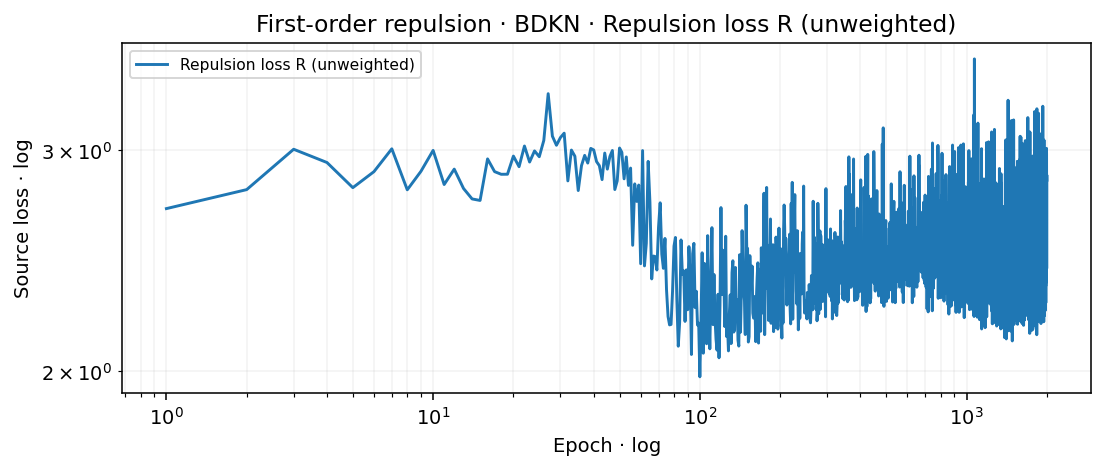 First-order repulsion · BDKN · Repulsion loss R (unweighted)
Repulsion loss R (unweighted)
Source loss · log
3 × 10⁰
2 × 10⁰
10⁰ 10¹ 10² 10³
Epoch · log